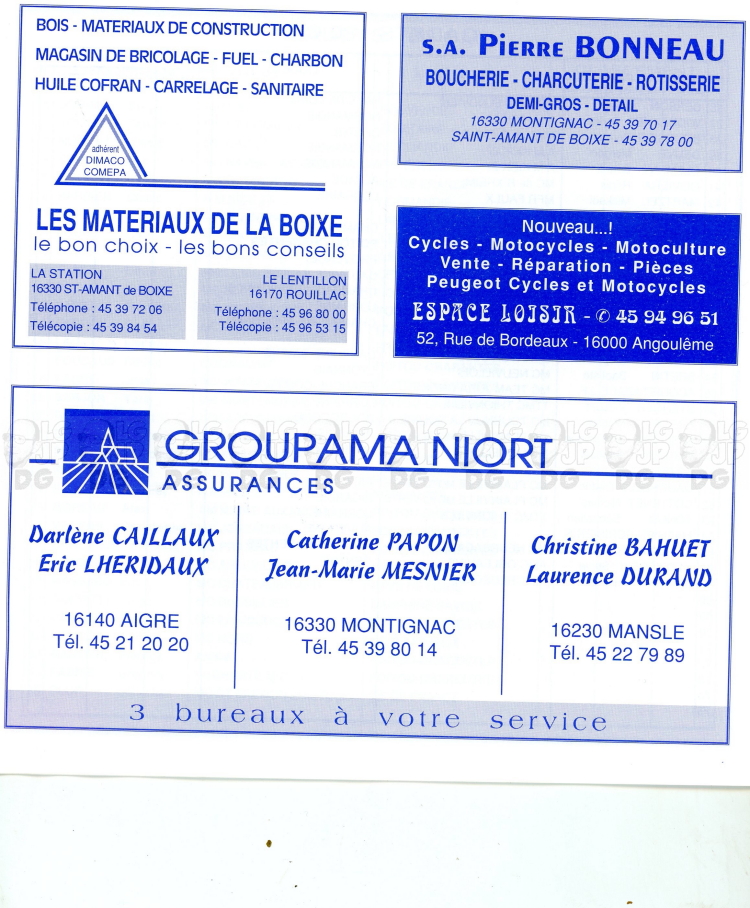 BOIS - MATERIAUX DE CONSTRUCTION
MAGASIN DE BRICOLAGE - FUEL - CHARBON
HUILE COFRAN - CARRELAGE - SANITAIRE
adhérent
DIMACO
COMEPA
LES MATERIAUX DE LA BOIXE
le bon choix - les bons conseils
LA STATION
16330 ST-AMANT de BOIXE
Téléphone : 45 39 72 06
Télécopie : 45 39 84 54
LE LENTILLON
16170 ROUILLAC
Téléphone : 45 96 80 00
Télécopie : 45 96 53 15
S.A. PIERRE BONNEAU
BOUCHERIE - CHARCUTERIE - ROTISSERIE
DEMI-GROS - DETAIL
16330 MONTIGNAC - 45 39 70 17
SAINT-AMANT DE BOIXE - 45 39 78 00
Nouveau...!
Cycles - Motocycles - Motoculture
Vente - Réparation - Pièces
Peugeot Cycles et Motocycles
ESPACE LOISIR - ✆ 45 94 96 51
52, Rue de Bordeaux - 16000 Angoulême
GROUPAMA NIORT
ASSURANCES
Darlène CAILLAUX
Eric LHERIDAUX
16140 AIGRE
Tél. 45 21 20 20
Catherine PAPON
Jean-Marie MESNIER
16330 MONTIGNAC
Tél. 45 39 80 14
Christine BAHUET
Laurence DURAND
16230 MANSLE
Tél. 45 22 79 89
3 bureaux à votre service
LG JP DG